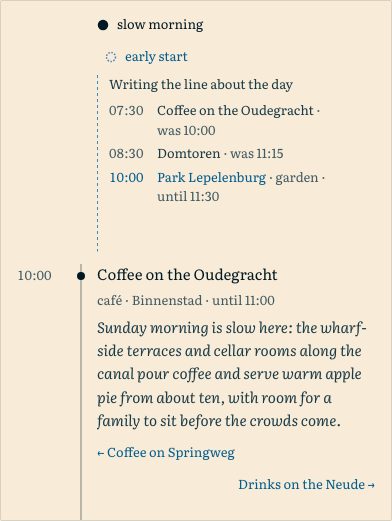 slow morning
early start
Writing the line about the day
07:30 Coffee on the Oudegracht ·
was 10:00
08:30 Domtoren · was 11:15
10:00 Park Lepelenburg · garden ·
until 11:30
10:00 Coffee on the Oudegracht
café · Binnenstad · until 11:00
Sunday morning is slow here: the wharf-
side terraces and cellar rooms along the
canal pour coffee and serve warm apple
pie from about ten, with room for a
family to sit before the crowds come.
← Coffee on Springweg
Drinks on the Neude →